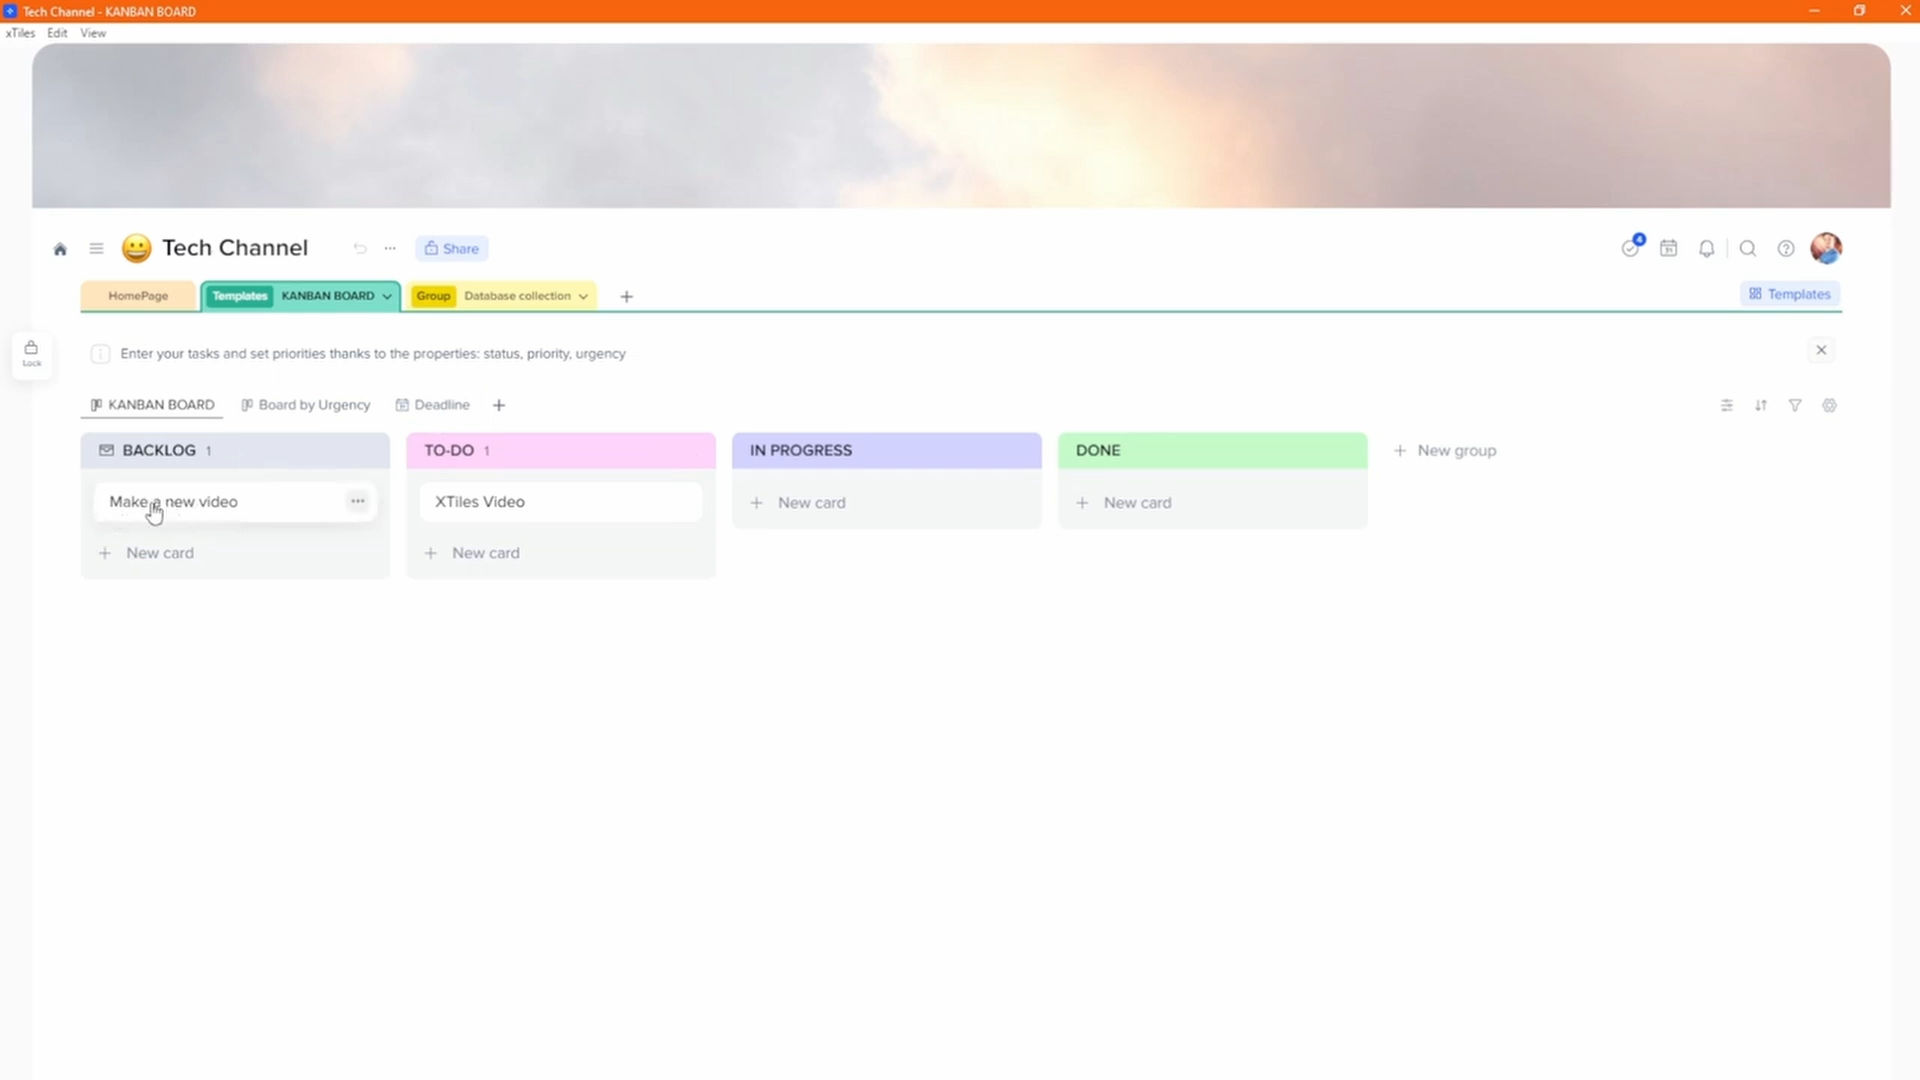 Tech Channel - KANBAN BOARD
xTiles Edit View
Tech Channel
Share
4
HomePage
Templates KANBAN BOARD
Group Database collection
Templates
Lock
Enter your tasks and set priorities thanks to the properties: status, priority, urgency
KANBAN BOARD
Board by Urgency
Deadline
BACKLOG 1
TO-DO 1
IN PROGRESS
DONE
+ New group
Make a new video
XTiles Video
+ New card
+ New card
+ New card
+ New card